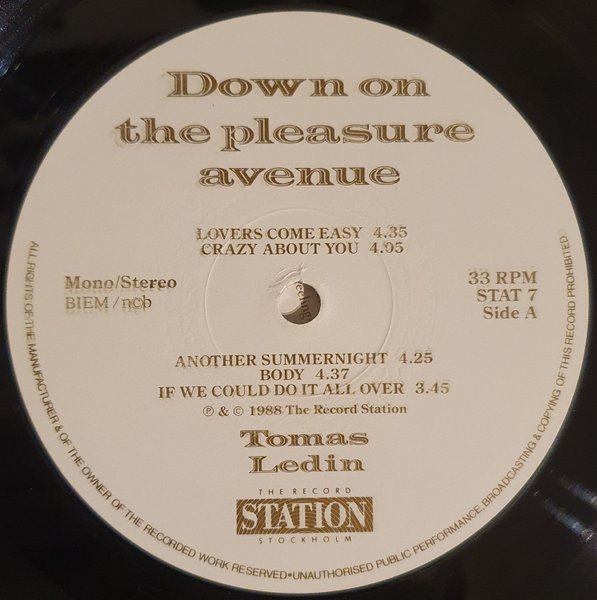 Down on
the pleasure
avenue
LOVERS COME EASY 4.35
CRAZY ABOUT YOU 4.05
Mono/Stereo
BIEM/ncb
33 RPM
STAT 7
Side A
ANOTHER SUMMERNIGHT 4.25
BODY 4.37
IF WE COULD DO IT ALL OVER 3.45
℗ & © 1988 The Record Station
Tomas
Ledin
THE RECORD
STATION
STOCKHOLM
ALL RIGHTS OF THE MANUFACTURER & OF THE OWNER OF THE RECORDED WORK RESERVED•UNAUTHORISED PUBLIC PERFORMANCE, BROADCASTING & COPYING OF THIS RECORD PROHIBITED